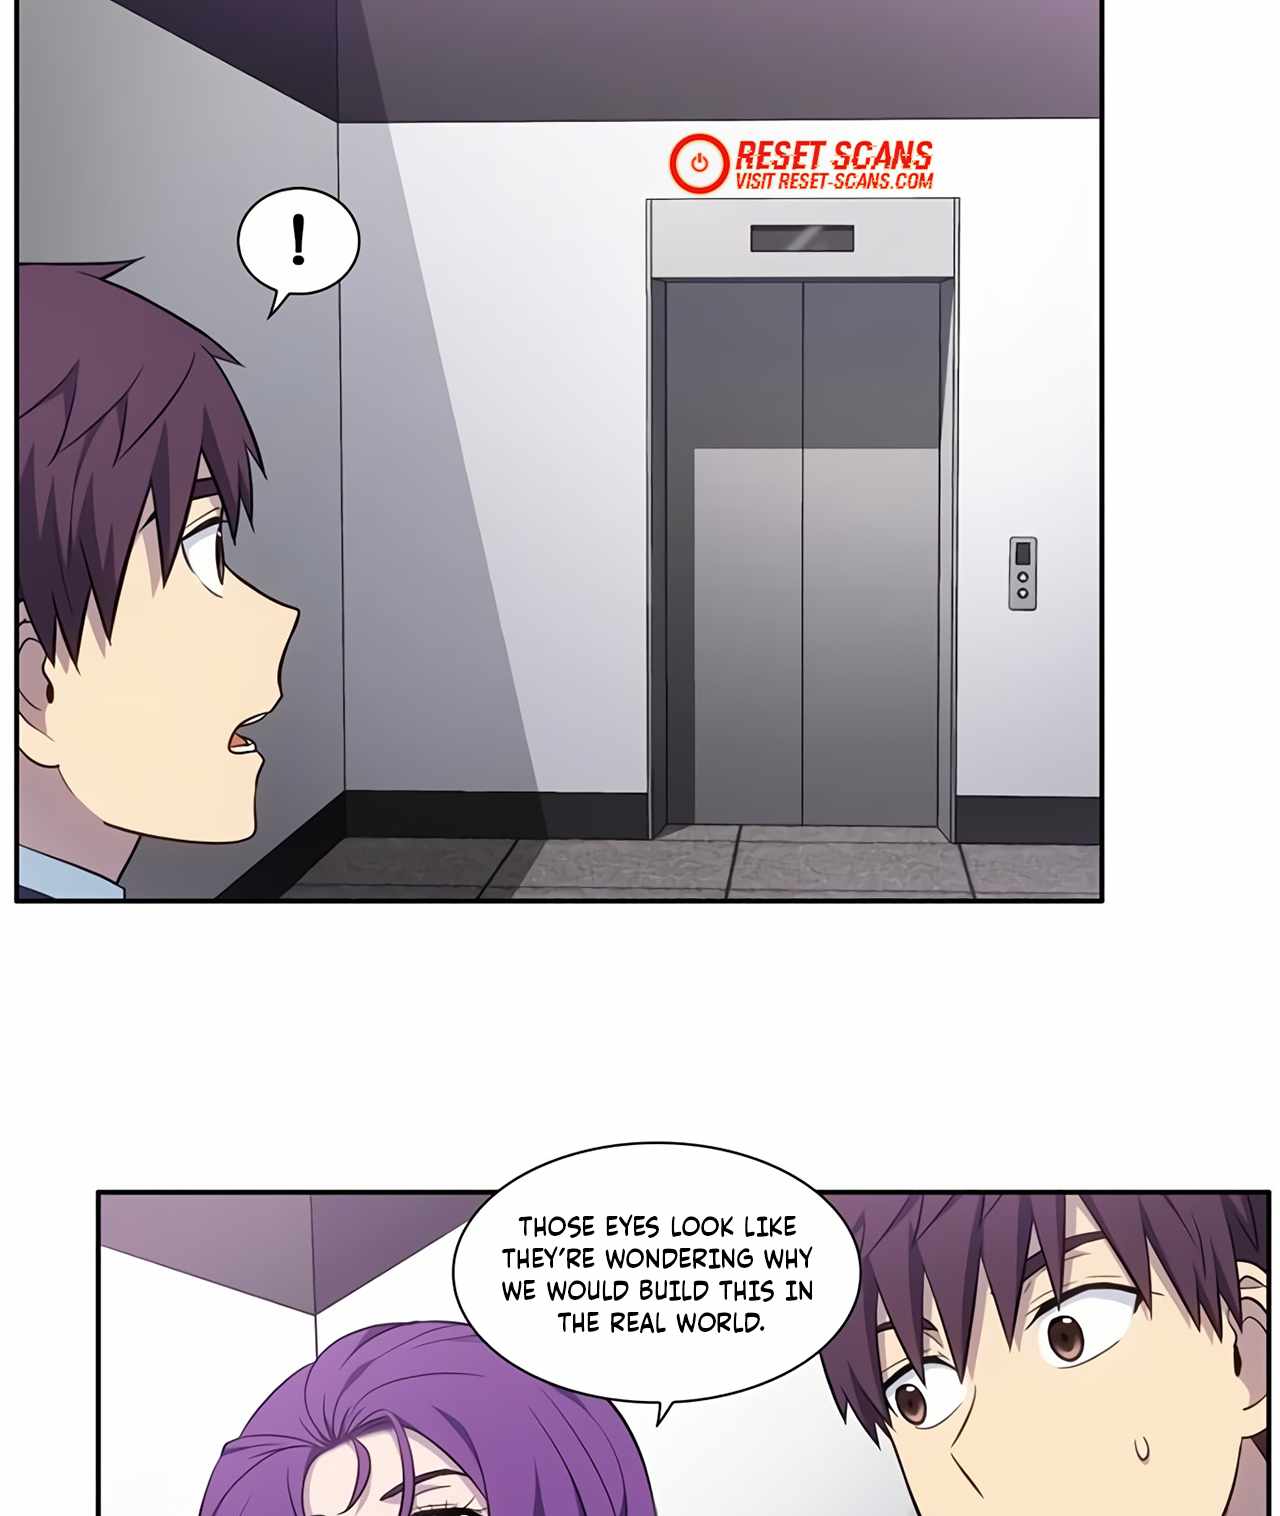 RESET SCANS
VISIT RESET-SCANS.COM
!
THOSE EYES LOOK LIKE
THEY'RE WONDERING WHY
WE WOULD BUILD THIS IN
THE REAL WORLD.